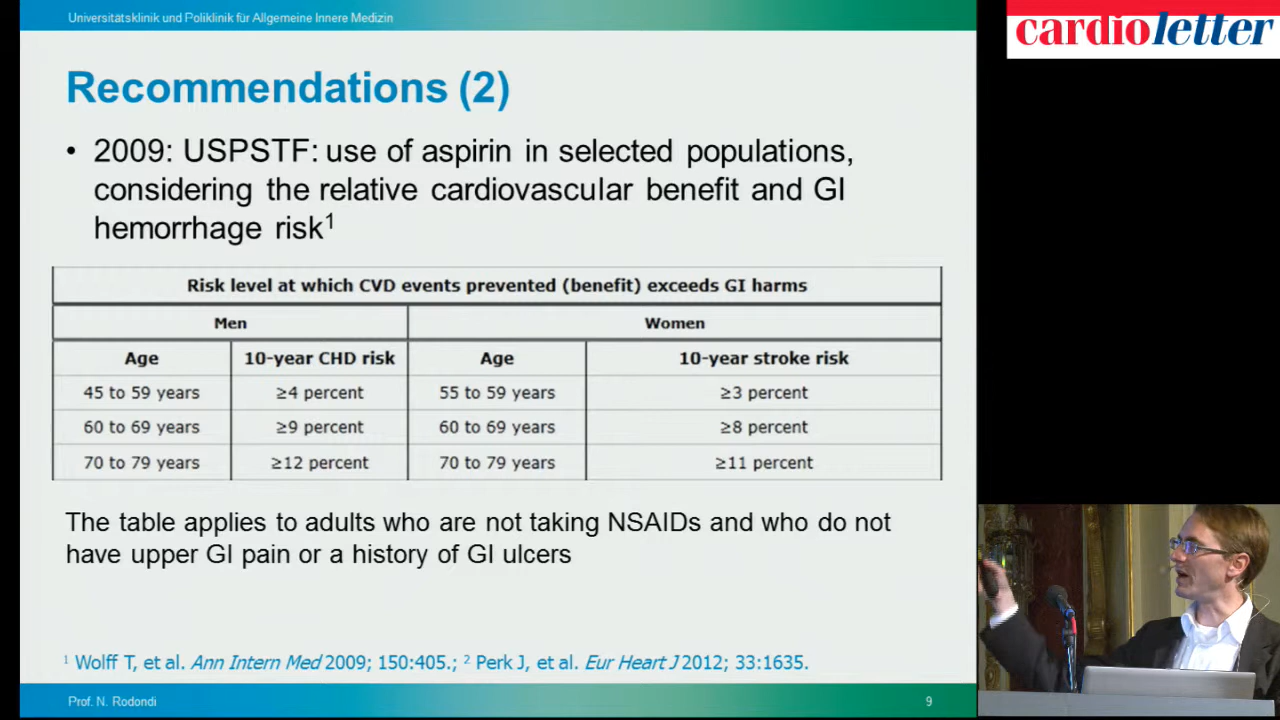 Universitätsklinik und Poliklinik für Allgemeine Innere Medizin
cardioletter
Recommendations (2)
• 2009: USPSTF: use of aspirin in selected populations,
considering the relative cardiovascular benefit and GI
hemorrhage risk¹
Risk level at which CVD events prevented (benefit) exceeds GI harms
Men Women
Age 10-year CHD risk Age 10-year stroke risk
45 to 59 years ≥4 percent 55 to 59 years ≥3 percent
60 to 69 years ≥9 percent 60 to 69 years ≥8 percent
70 to 79 years ≥12 percent 70 to 79 years ≥11 percent
The table applies to adults who are not taking NSAIDs and who do not
have upper GI pain or a history of GI ulcers
¹ Wolff T, et al. Ann Intern Med 2009; 150:405.; ² Perk J, et al. Eur Heart J 2012; 33:1635.
Prof. N. Rodondi 9